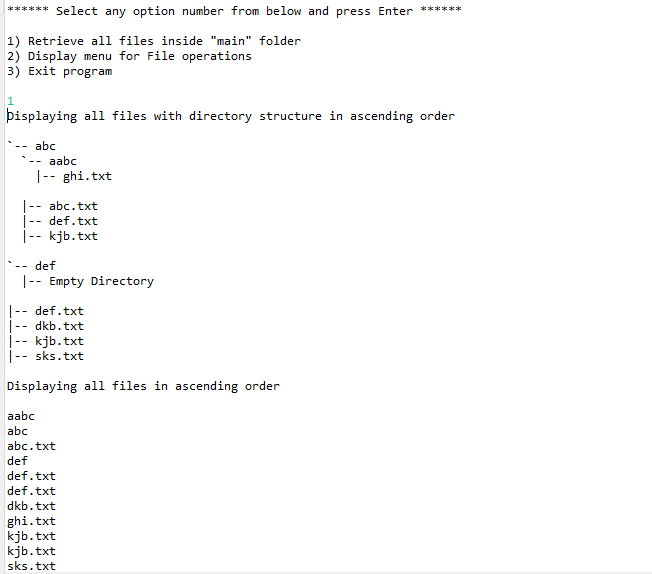 ****** Select any option number from below and press Enter ******
1) Retrieve all files inside "main" folder
2) Display menu for File operations
3) Exit program
1
Displaying all files with directory structure in ascending order
`-- abc
  `-- aabc
    |-- ghi.txt
  |-- abc.txt
  |-- def.txt
  |-- kjb.txt
`-- def
  |-- Empty Directory
|-- def.txt
|-- dkb.txt
|-- kjb.txt
|-- sks.txt
Displaying all files in ascending order
aabc
abc
abc.txt
def
def.txt
def.txt
dkb.txt
ghi.txt
kjb.txt
kjb.txt
sks.txt